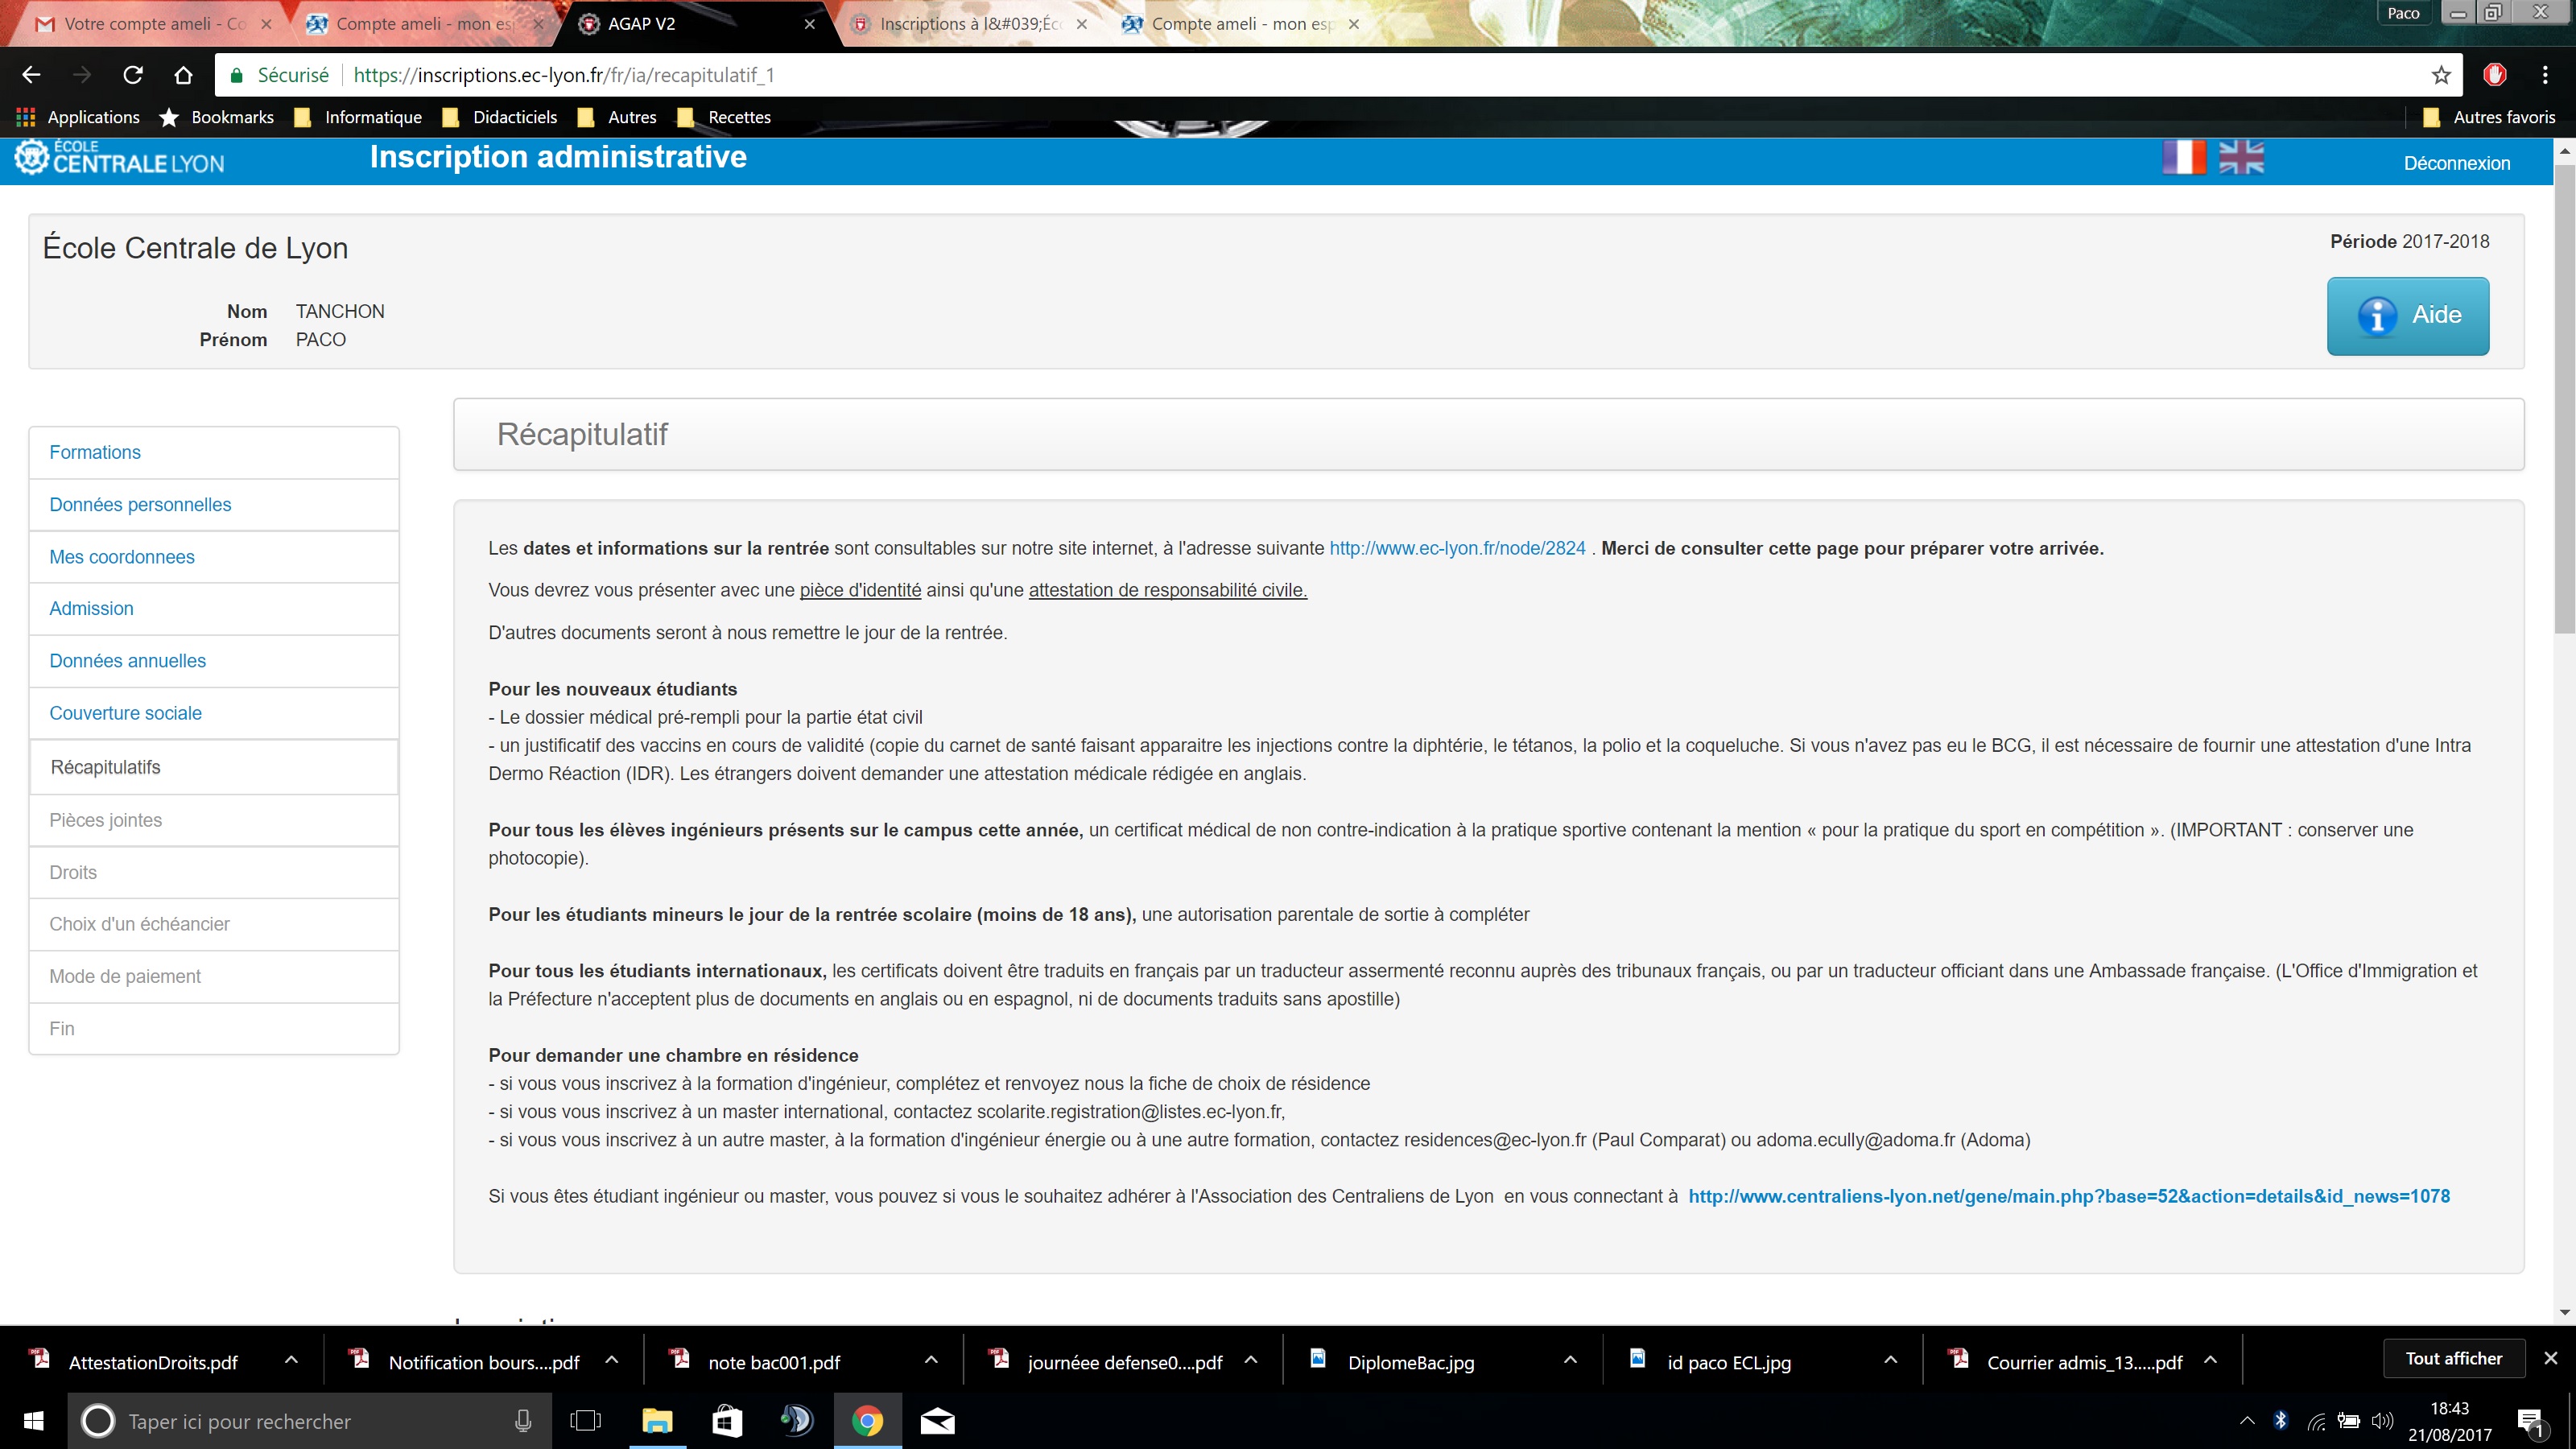 Votre compte ameli - Co
Compte ameli - mon esp
AGAP V2
Inscriptions à l&#039;Éc
Compte ameli - mon esp
Paco
Sécurisé https://inscriptions.ec-lyon.fr/fr/ia/recapitulatif_1
Applications Bookmarks Informatique Didacticiels Autres Recettes Autres favoris
ÉCOLE
CENTRALE LYON
Inscription administrative
Déconnexion
École Centrale de Lyon
Période 2017-2018
Nom TANCHON
Prénom PACO
Aide
Formations
Données personnelles
Mes coordonnees
Admission
Données annuelles
Couverture sociale
Récapitulatifs
Pièces jointes
Droits
Choix d'un échéancier
Mode de paiement
Fin
Récapitulatif
Les dates et informations sur la rentrée sont consultables sur notre site internet, à l'adresse suivante http://www.ec-lyon.fr/node/2824 . Merci de consulter cette page pour préparer votre arrivée.
Vous devrez vous présenter avec une pièce d'identité ainsi qu'une attestation de responsabilité civile.
D'autres documents seront à nous remettre le jour de la rentrée.
Pour les nouveaux étudiants
- Le dossier médical pré-rempli pour la partie état civil
- un justificatif des vaccins en cours de validité (copie du carnet de santé faisant apparaitre les injections contre la diphtérie, le tétanos, la polio et la coqueluche. Si vous n'avez pas eu le BCG, il est nécessaire de fournir une attestation d'une Intra
Dermo Réaction (IDR). Les étrangers doivent demander une attestation médicale rédigée en anglais.
Pour tous les élèves ingénieurs présents sur le campus cette année, un certificat médical de non contre-indication à la pratique sportive contenant la mention « pour la pratique du sport en compétition ». (IMPORTANT : conserver une
photocopie).
Pour les étudiants mineurs le jour de la rentrée scolaire (moins de 18 ans), une autorisation parentale de sortie à compléter
Pour tous les étudiants internationaux, les certificats doivent être traduits en français par un traducteur assermenté reconnu auprès des tribunaux français, ou par un traducteur officiant dans une Ambassade française. (L'Office d'Immigration et
la Préfecture n'acceptent plus de documents en anglais ou en espagnol, ni de documents traduits sans apostille)
Pour demander une chambre en résidence
- si vous vous inscrivez à la formation d'ingénieur, complétez et renvoyez nous la fiche de choix de résidence
- si vous vous inscrivez à un master international, contactez scolarite.registration@listes.ec-lyon.fr,
- si vous vous inscrivez à un autre master, à la formation d'ingénieur énergie ou à une autre formation, contactez residences@ec-lyon.fr (Paul Comparat) ou adoma.ecully@adoma.fr (Adoma)
Si vous êtes étudiant ingénieur ou master, vous pouvez si vous le souhaitez adhérer à l'Association des Centraliens de Lyon en vous connectant à http://www.centraliens-lyon.net/gene/main.php?base=52&action=details&id_news=1078
AttestationDroits.pdf
Notification bours....pdf
note bac001.pdf
journéee defense0....pdf
DiplomeBac.jpg
id paco ECL.jpg
Courrier admis_13.....pdf
Tout afficher
Taper ici pour rechercher
18:43
21/08/2017
1